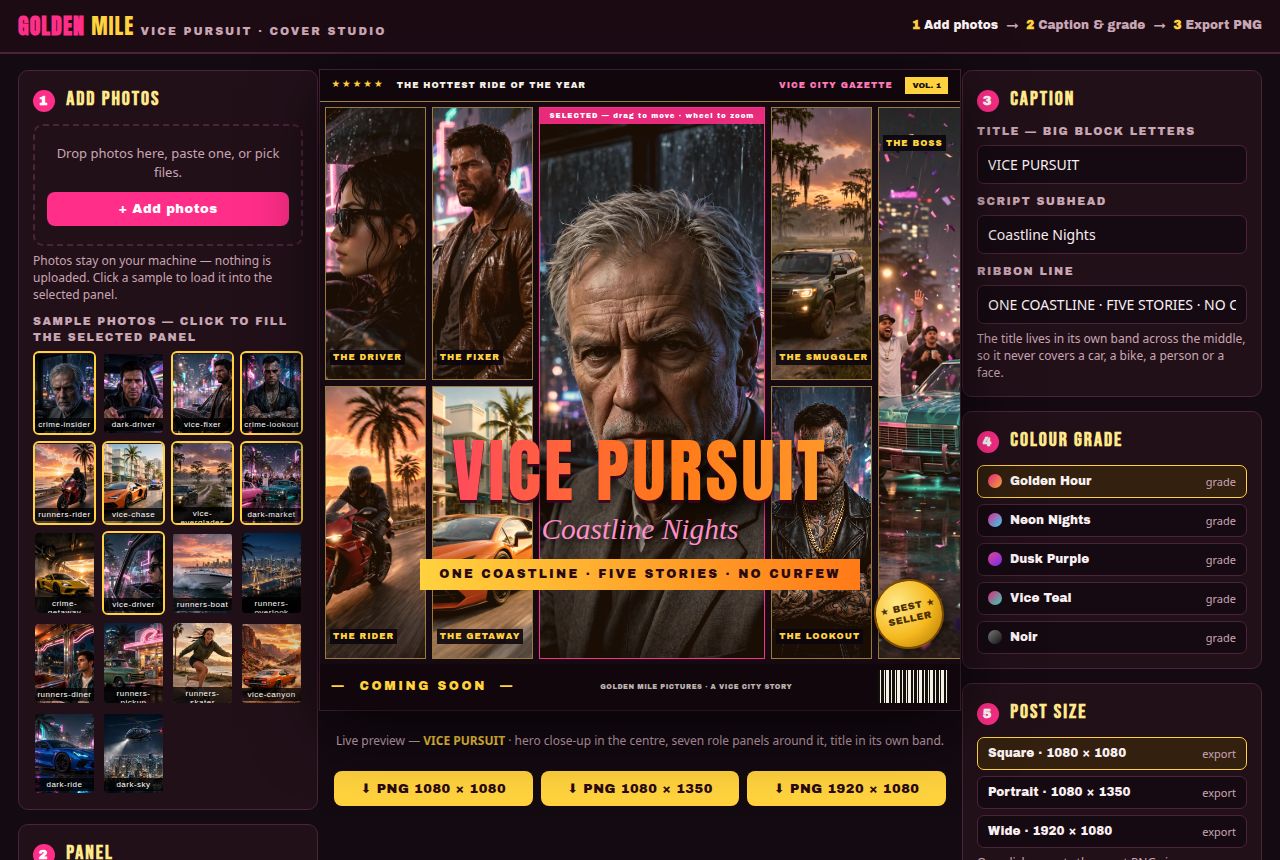 GOLDEN MILE VICE PURSUIT · COVER STUDIO
1 Add photos → 2 Caption & grade → 3 Export PNG
1 ADD PHOTOS
Drop photos here, paste one, or pick
files.
+ Add photos
Photos stay on your machine — nothing is
uploaded. Click a sample to load it into the
selected panel.
SAMPLE PHOTOS — CLICK TO FILL
THE SELECTED PANEL
crime-insider
dark-driver
vice-fixer
crime-lookout
runners-rider
vice-chase
vice-everglades
dark-market
crime-getaway
vice-driver
runners-boat
runners-overlook
runners-diner
runners-pickup
runners-skater
vice-canyon
dark-ride
dark-sky
2 PANEL
★★★★★ THE HOTTEST RIDE OF THE YEAR
VICE CITY GAZETTE
VOL. 1
SELECTED — drag to move · wheel to zoom
THE BOSS
THE DRIVER
THE FIXER
THE SMUGGLER
VICE PURSUIT
Coastline Nights
ONE COASTLINE · FIVE STORIES · NO CURFEW
THE RIDER
THE GETAWAY
THE LOOKOUT
★ BEST ★
SELLER
— COMING SOON —
GOLDEN MILE PICTURES · A VICE CITY STORY
Live preview — VICE PURSUIT · hero close-up in the centre, seven role panels around it, title in its own band.
⬇ PNG 1080 × 1080
⬇ PNG 1080 × 1350
⬇ PNG 1920 × 1080
3 CAPTION
TITLE — BIG BLOCK LETTERS
VICE PURSUIT
SCRIPT SUBHEAD
Coastline Nights
RIBBON LINE
ONE COASTLINE · FIVE STORIES · NO C
The title lives in its own band across the middle,
so it never covers a car, a bike, a person or a
face.
4 COLOUR GRADE
Golden Hour grade
Neon Nights grade
Dusk Purple grade
Vice Teal grade
Noir grade
5 POST SIZE
Square · 1080 × 1080 export
Portrait · 1080 × 1350 export
Wide · 1920 × 1080 export